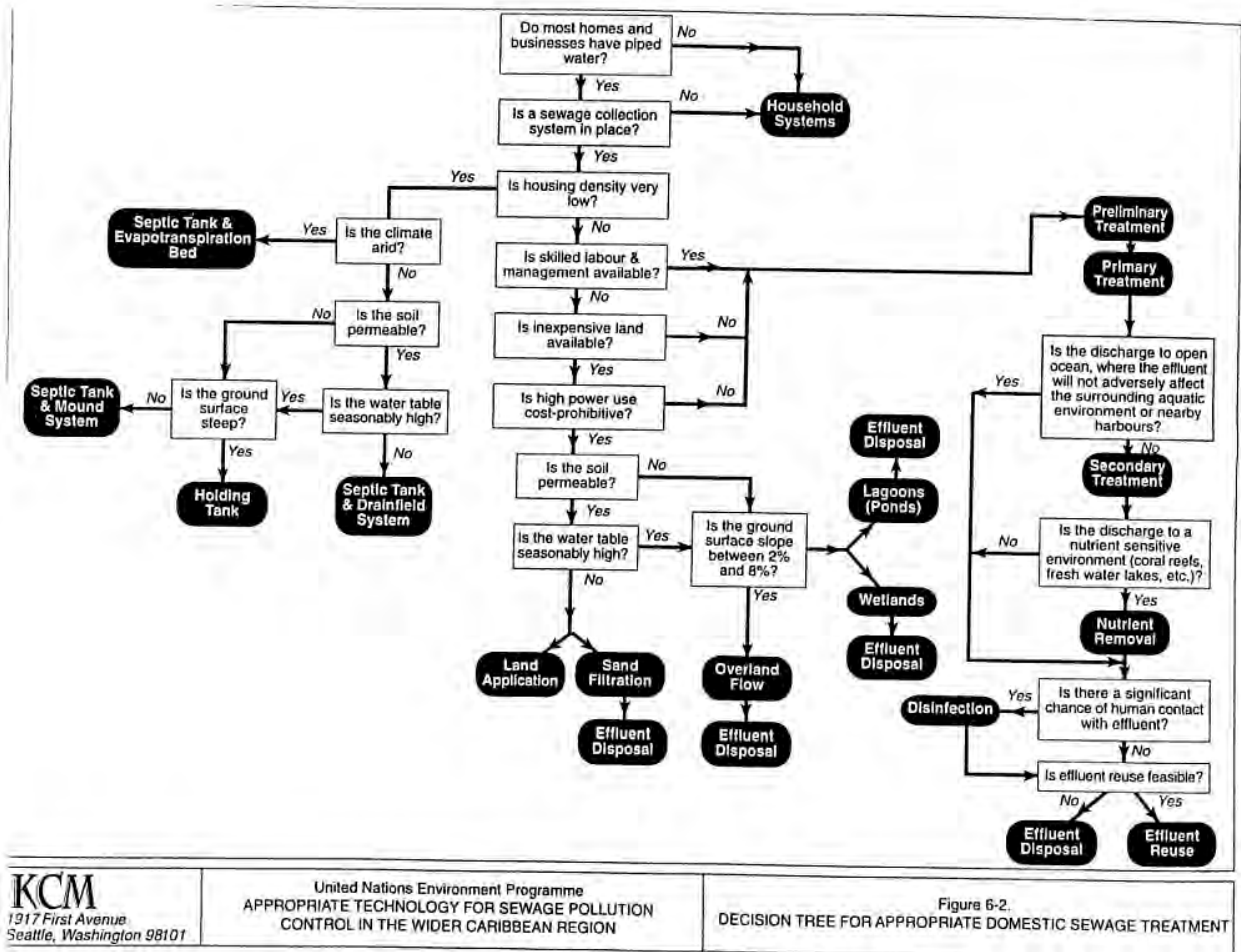 Do most homes and
businesses have piped
water?
No
Yes
Household
Systems
Is a sewage collection
system in place?
No
Yes
Is housing density very
low?
Yes
No
Septic Tank &
Evapotranspiration
Bed
Yes
Is the climate
arid?
No
Is the soil
permeable?
No
Yes
Septic Tank
& Mound
System
No
Is the ground
surface
steep?
Yes
Is the water table
seasonably high?
Yes
Holding
Tank
No
Septic Tank
& Drainfield
System
Is skilled labour &
management available?
Yes
No
Is inexpensive land
available?
No
Yes
Is high power use
cost-prohibitive?
No
Yes
Is the soil
permeable?
No
Yes
Is the water table
seasonably high?
Yes
No
Is the ground
surface slope
between 2%
and 8%?
Yes
Effluent
Disposal
Lagoons
(Ponds)
Wetlands
Effluent
Disposal
Land
Application
Sand
Filtration
Effluent
Disposal
Overland
Flow
Effluent
Disposal
Preliminary
Treatment
Primary
Treatment
Is the discharge to open
ocean, where the effluent
will not adversely affect
the surrounding aquatic
environment or nearby
harbours?
Yes
No
Secondary
Treatment
Is the discharge to a
nutrient sensitive
environment (coral reefs,
fresh water lakes, etc.)?
No
Yes
Nutrient
Removal
Is there a significant
chance of human contact
with effluent?
Yes
Disinfection
No
Is effluent reuse feasible?
No
Yes
Effluent
Disposal
Effluent
Reuse
KCM
1917 First Avenue
Seattle, Washington 98101
United Nations Environment Programme
APPROPRIATE TECHNOLOGY FOR SEWAGE POLLUTION
CONTROL IN THE WIDER CARIBBEAN REGION
Figure 6-2.
DECISION TREE FOR APPROPRIATE DOMESTIC SEWAGE TREATMENT